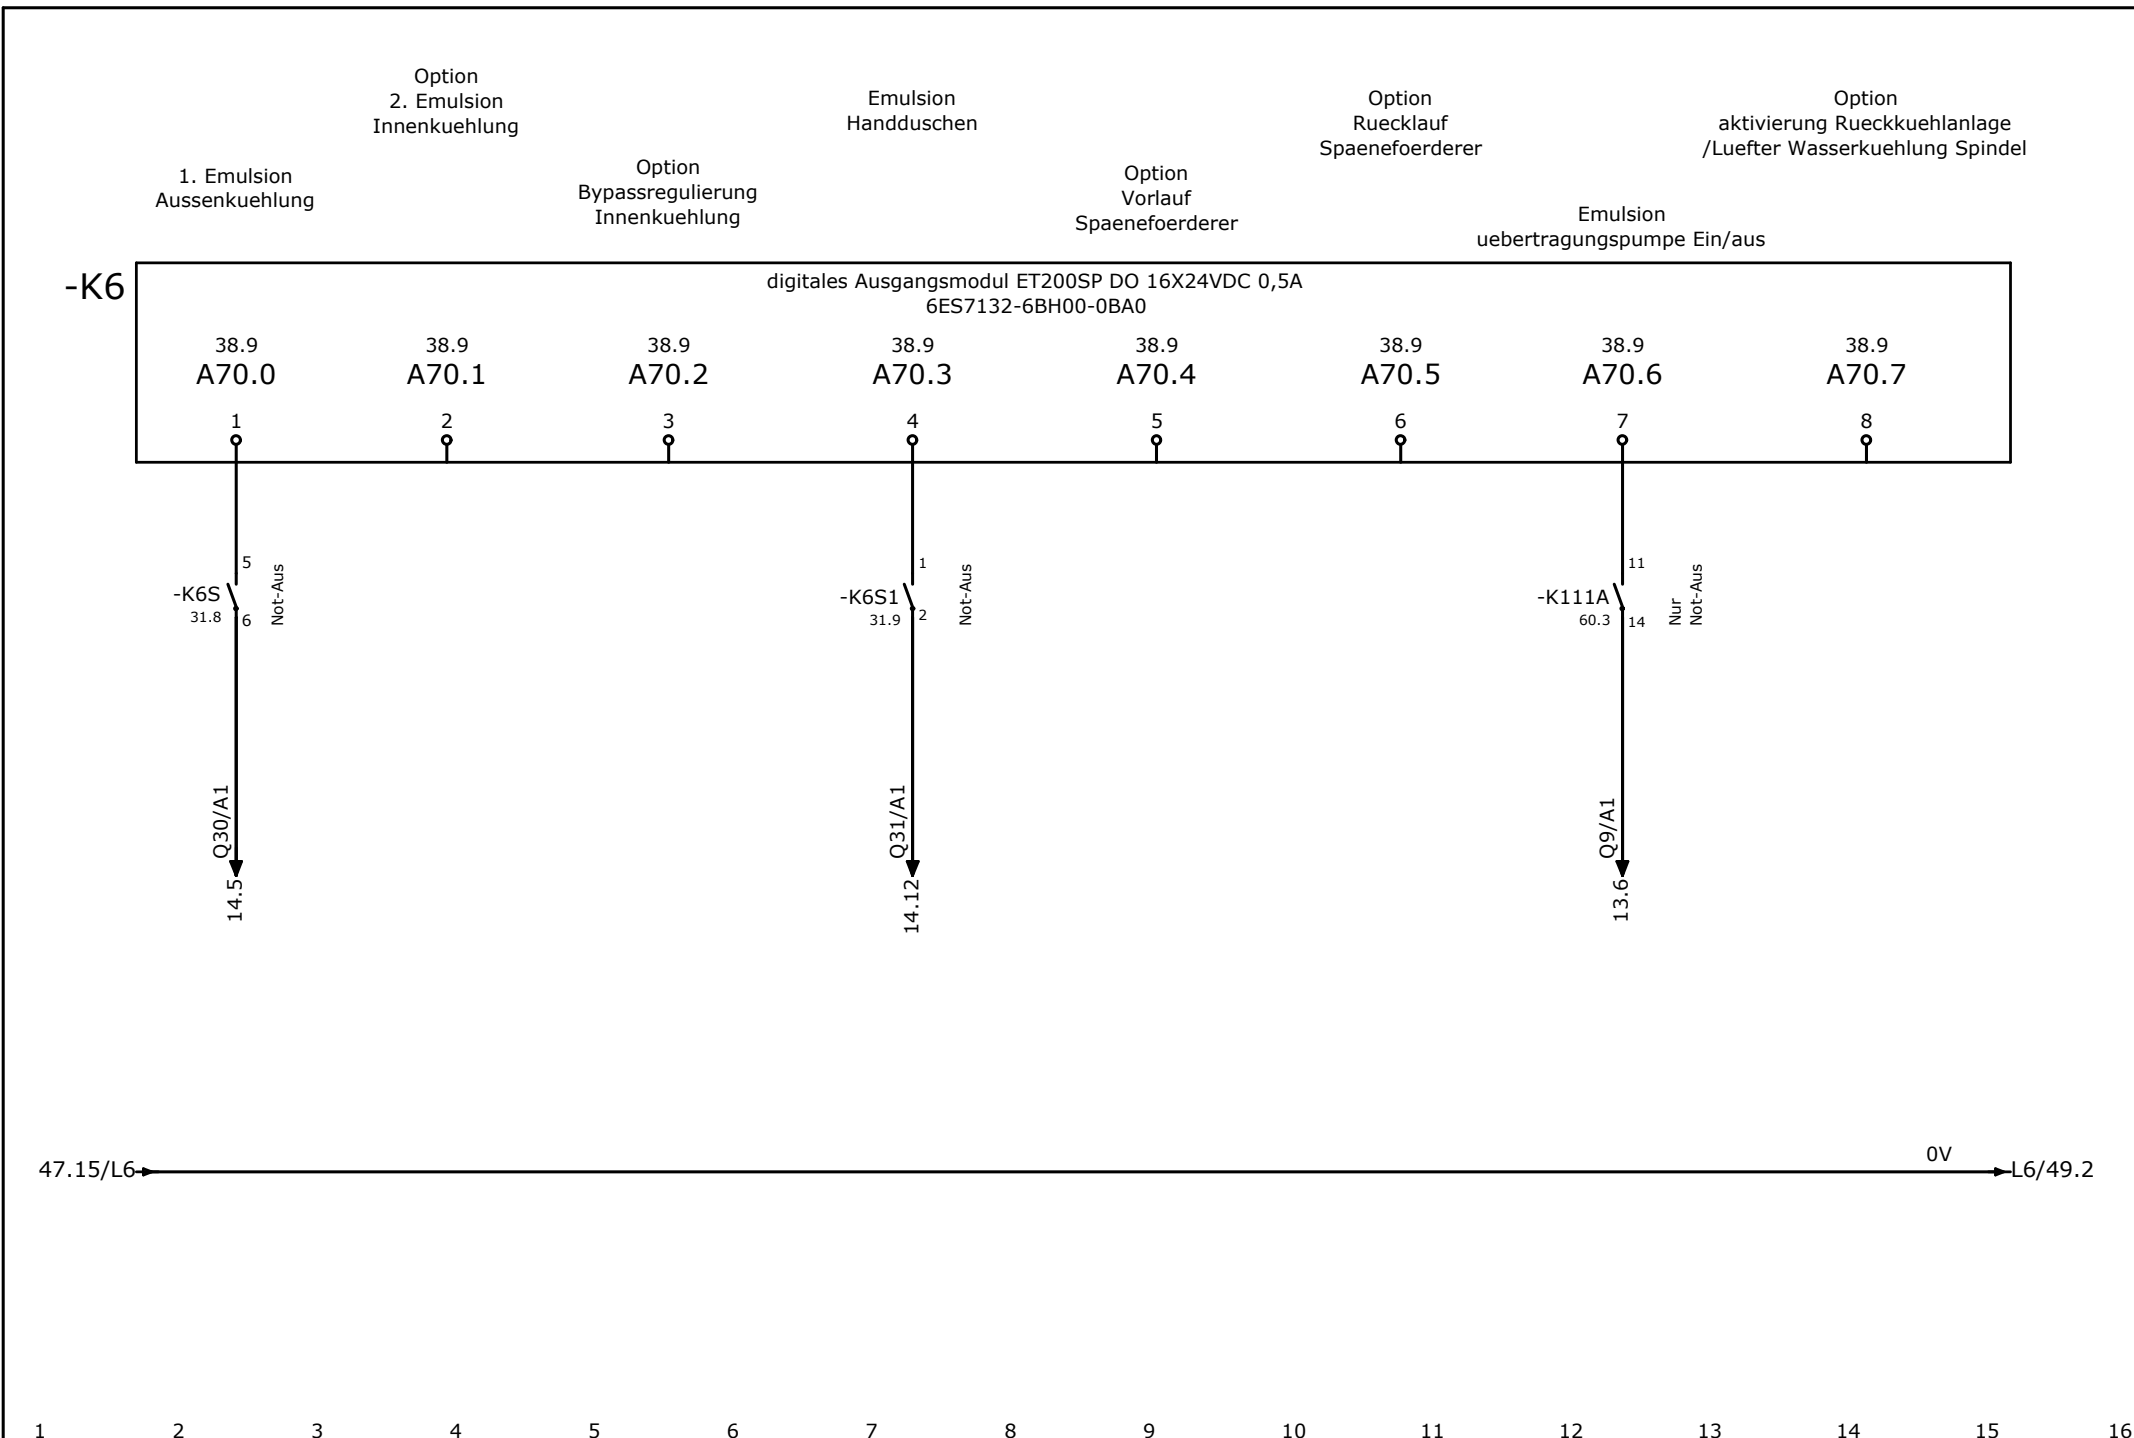 Option
2. Emulsion
Innenkuehlung
Emulsion
Handduschen
Option
Ruecklauf
Spaenefoerderer
Option
aktivierung Rueckkuehlanlage
/Luefter Wasserkuehlung Spindel
1. Emulsion
Aussenkuehlung
Option
Bypassregulierung
Innenkuehlung
Option
Vorlauf
Spaenefoerderer
Emulsion
uebertragungspumpe Ein/aus
-K6
digitales Ausgangsmodul ET200SP DO 16X24VDC 0,5A
6ES7132-6BH00-0BA0
38.9 38.9 38.9 38.9 38.9 38.9 38.9 38.9
A70.0 A70.1 A70.2 A70.3 A70.4 A70.5 A70.6 A70.7
1 2 3 4 5 6 7 8
5
-K6S
31.8
6
Not-Aus
1
-K6S1
31.9
2
Not-Aus
11
-K111A
60.3
14
Nur
Not-Aus
Q30/A1
14.5
Q31/A1
14.12
Q9/A1
13.6
47.15/L6
0V
L6/49.2
1 2 3 4 5 6 7 8 9 10 11 12 13 14 15 16